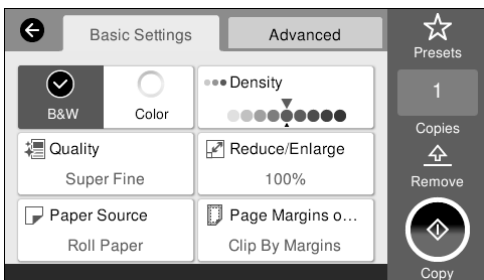 Basic Settings
Advanced
Presets
B&W
Color
Density
1
Copies
Quality
Super Fine
Reduce/Enlarge
100%
Remove
Paper Source
Roll Paper
Page Margins o...
Clip By Margins
Copy